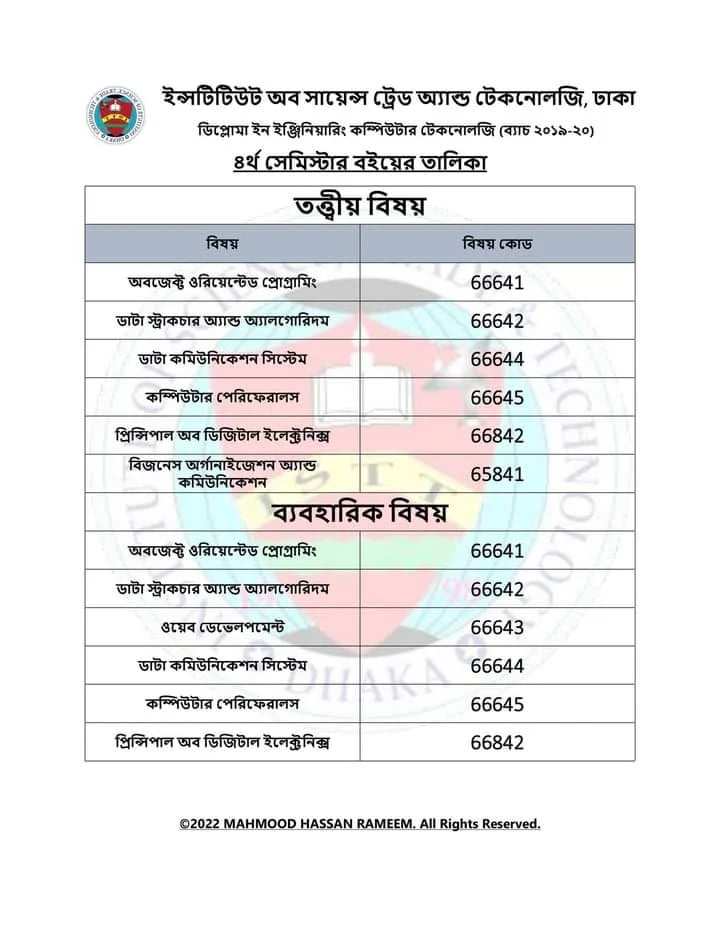 ইন্সটিটিউট অব সায়েন্স ট্রেড অ্যান্ড টেকনোলজি, ঢাকা
ডিপ্লোমা ইন ইঞ্জিনিয়ারিং কম্পিউটার টেকনোলজি (ব্যাচ ২০১৯-২০)
৪র্থ সেমিস্টার বইয়ের তালিকা
তত্ত্বীয় বিষয়
বিষয় বিষয় কোড
অবজেক্ট ওরিয়েন্টেড প্রোগ্রামিং 66641
ডাটা স্ট্রাকচার অ্যান্ড অ্যালগোরিদম 66642
ডাটা কমিউনিকেশন সিস্টেম 66644
কম্পিউটার পেরিফেরালস 66645
প্রিন্সিপাল অব ডিজিটাল ইলেক্ট্রনিক্স 66842
বিজনেস অর্গানাইজেশন অ্যান্ড
কমিউনিকেশন 65841
ব্যবহারিক বিষয়
অবজেক্ট ওরিয়েন্টেড প্রোগ্রামিং 66641
ডাটা স্ট্রাকচার অ্যান্ড অ্যালগোরিদম 66642
ওয়েব ডেভেলপমেন্ট 66643
ডাটা কমিউনিকেশন সিস্টেম 66644
কম্পিউটার পেরিফেরালস 66645
প্রিন্সিপাল অব ডিজিটাল ইলেক্ট্রনিক্স 66842
©2022 MAHMOOD HASSAN RAMEEM. All Rights Reserved.